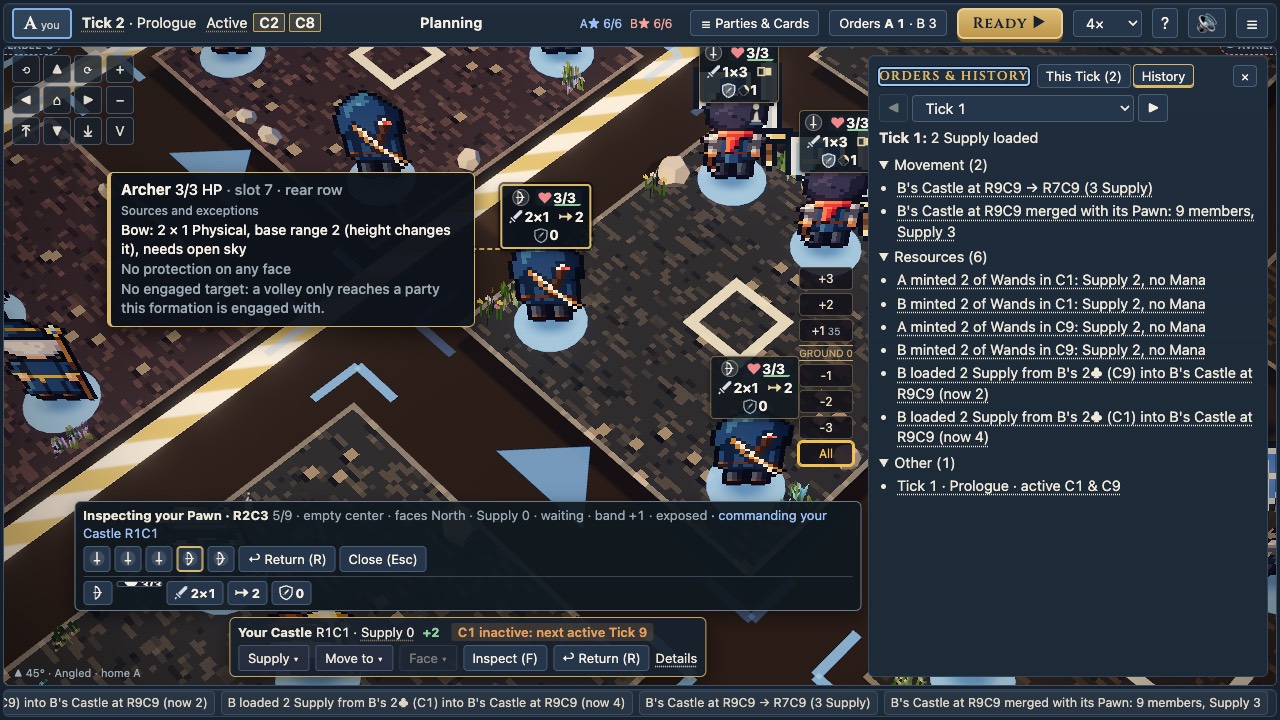 A you
Tick 2 · Prologue Active C2 C8
Planning
A★ 6/6 B★ 6/6
≡ Parties & Cards
Orders A 1 · B 3
READY ▶
4×
?
≡
3/3
1×3
1
3/3
1×3
1
Archer 3/3 HP · slot 7 · rear row
Sources and exceptions
Bow: 2 × 1 Physical, base range 2 (height changes
it), needs open sky
No protection on any face
No engaged target: a volley only reaches a party
this formation is engaged with.
3/3
2×1 2
0
3/3
2×1 2
0
+3
+2
+1 35
GROUND 0
-1
-2
-3
All
+
−
V
Inspecting your Pawn · R2C3 5/9 · empty center · faces North · Supply 0 · waiting · band +1 · exposed · commanding your
Castle R1C1
↩ Return (R)
Close (Esc)
2×1
2
0
Your Castle R1C1 · Supply 0 +2 C1 inactive: next active Tick 9
Supply ▾
Move to ▾
Face ▾
Inspect (F)
↩ Return (R)
Details
▲ 45° · Angled · home A
ORDERS & HISTORY
This Tick (2)
History
×
◀
Tick 1
▶
Tick 1: 2 Supply loaded
▼ Movement (2)
• B's Castle at R9C9 → R7C9 (3 Supply)
• B's Castle at R9C9 merged with its Pawn: 9 members,
Supply 3
▼ Resources (6)
• A minted 2 of Wands in C1: Supply 2, no Mana
• B minted 2 of Wands in C1: Supply 2, no Mana
• A minted 2 of Wands in C9: Supply 2, no Mana
• B minted 2 of Wands in C9: Supply 2, no Mana
• B loaded 2 Supply from B's 2♣ (C9) into B's Castle at
R9C9 (now 2)
• B loaded 2 Supply from B's 2♣ (C1) into B's Castle at
R9C9 (now 4)
▼ Other (1)
• Tick 1 · Prologue · active C1 & C9
C9) into B's Castle at R9C9 (now 2)
B loaded 2 Supply from B's 2♣ (C1) into B's Castle at R9C9 (now 4)
B's Castle at R9C9 → R7C9 (3 Supply)
B's Castle at R9C9 merged with its Pawn: 9 members, Supply 3